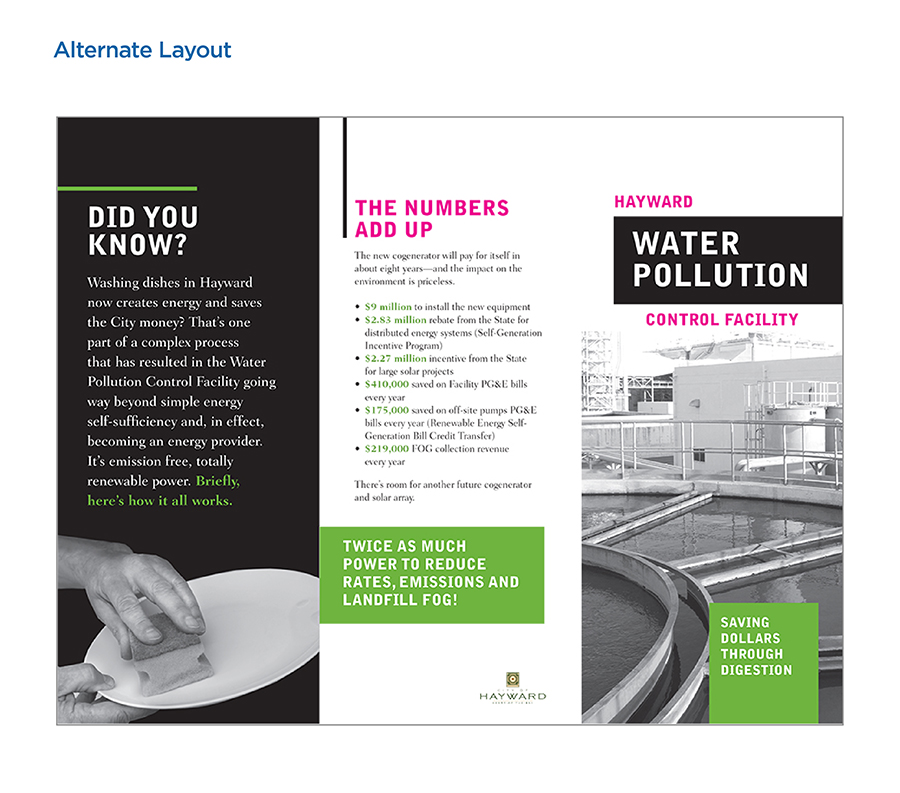 Alternate Layout
DID YOU
KNOW?
Washing dishes in Hayward
now creates energy and saves
the City money? That's one
part of a complex process
that has resulted in the Water
Pollution Control Facility going
way beyond simple energy
self-sufficiency and, in effect,
becoming an energy provider.
It's emission free, totally
renewable power. Briefly,
here's how it all works.
THE NUMBERS
ADD UP
The new cogenerator will pay for itself in
about eight years—and the impact on the
environment is priceless.
• $9 million to install the new equipment
• $2.83 million rebate from the State for
distributed energy systems (Self-Generation
Incentive Program)
• $2.27 million incentive from the State
for large solar projects
• $410,000 saved on Facility PG&E bills
every year
• $175,000 saved on off-site pumps PG&E
bills every year (Renewable Energy Self-
Generation Bill Credit Transfer)
• $219,000 FOG collection revenue
every year
There's room for another future cogenerator
and solar array.
TWICE AS MUCH
POWER TO REDUCE
RATES, EMISSIONS AND
LANDFILL FOG!
CITY OF
HAYWARD
HEART OF THE BAY
HAYWARD
WATER
POLLUTION
CONTROL FACILITY
SAVING
DOLLARS
THROUGH
DIGESTION